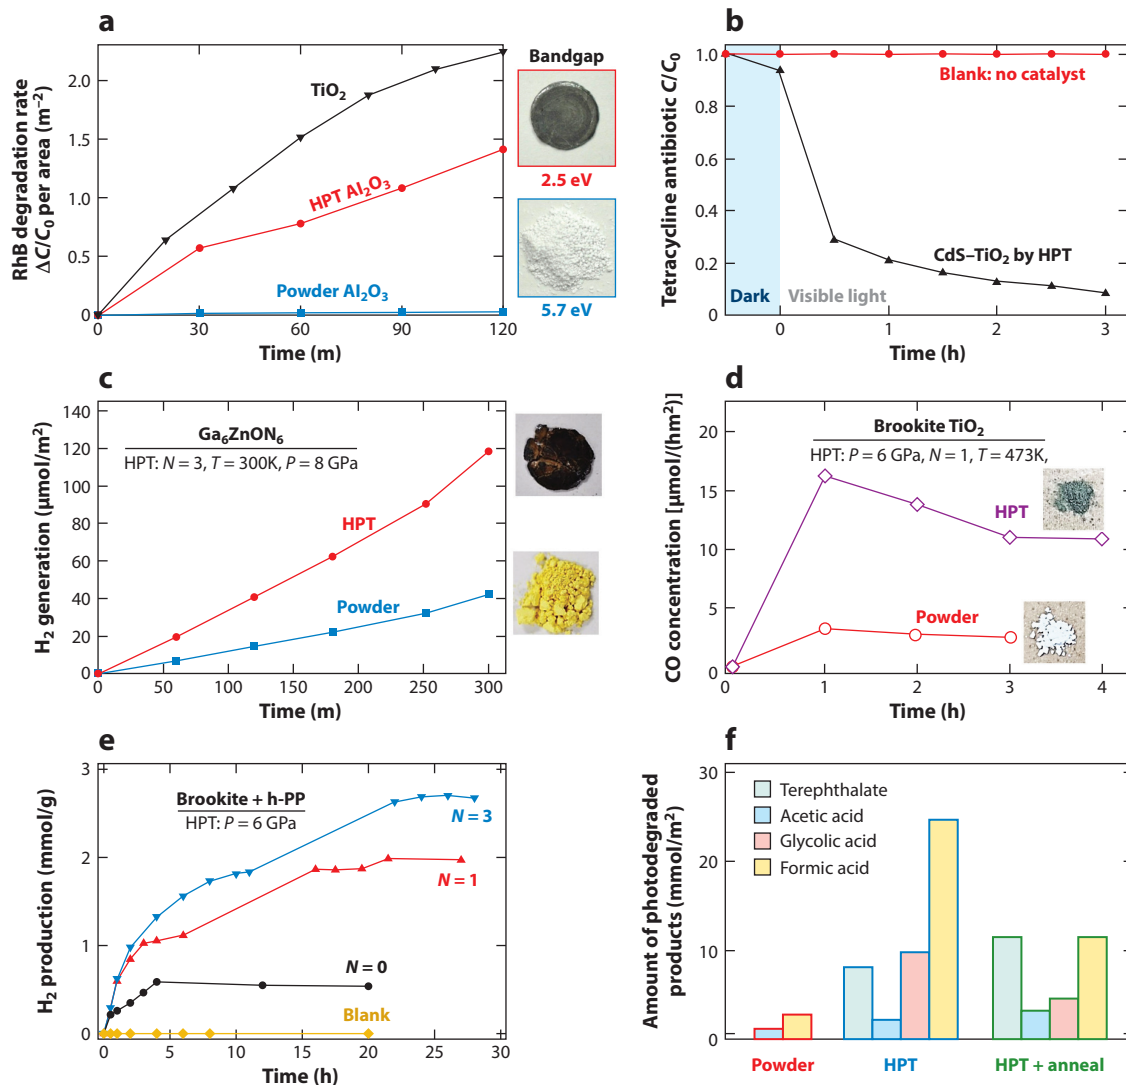 a
RhB degradation rate
ΔC/C₀ per area (m⁻²)
2.0
1.5
1.0
0.5
0
TiO₂
HPT Al₂O₃
Powder Al₂O₃
0
30
60
90
120
Time (m)
Bandgap
2.5 eV
5.7 eV
b
Tetracycline antibiotic C/C₀
1.0
0.8
0.6
0.4
0.2
0
Blank: no catalyst
CdS–TiO₂ by HPT
Dark
Visible light
0
1
2
3
Time (h)
c
H₂ generation (μmol/m²)
140
120
100
80
60
40
20
0
Ga₆ZnON₆
HPT: N = 3, T = 300K, P = 8 GPa
HPT
Powder
0
50
100
150
200
250
300
Time (m)
d
CO concentration [μmol/(hm²)]
20
15
10
5
0
Brookite TiO₂
HPT: P = 6 GPa, N = 1, T = 473K,
HPT
Powder
0
1
2
3
4
Time (h)
e
H₂ production (mmol/g)
3
2
1
0
Brookite + h-PP
HPT: P = 6 GPa
N = 3
N = 1
N = 0
Blank
0
5
10
15
20
25
30
Time (h)
f
Amount of photodegraded
products (mmol/m²)
30
20
10
0
Terephthalate
Acetic acid
Glycolic acid
Formic acid
Powder
HPT
HPT + anneal